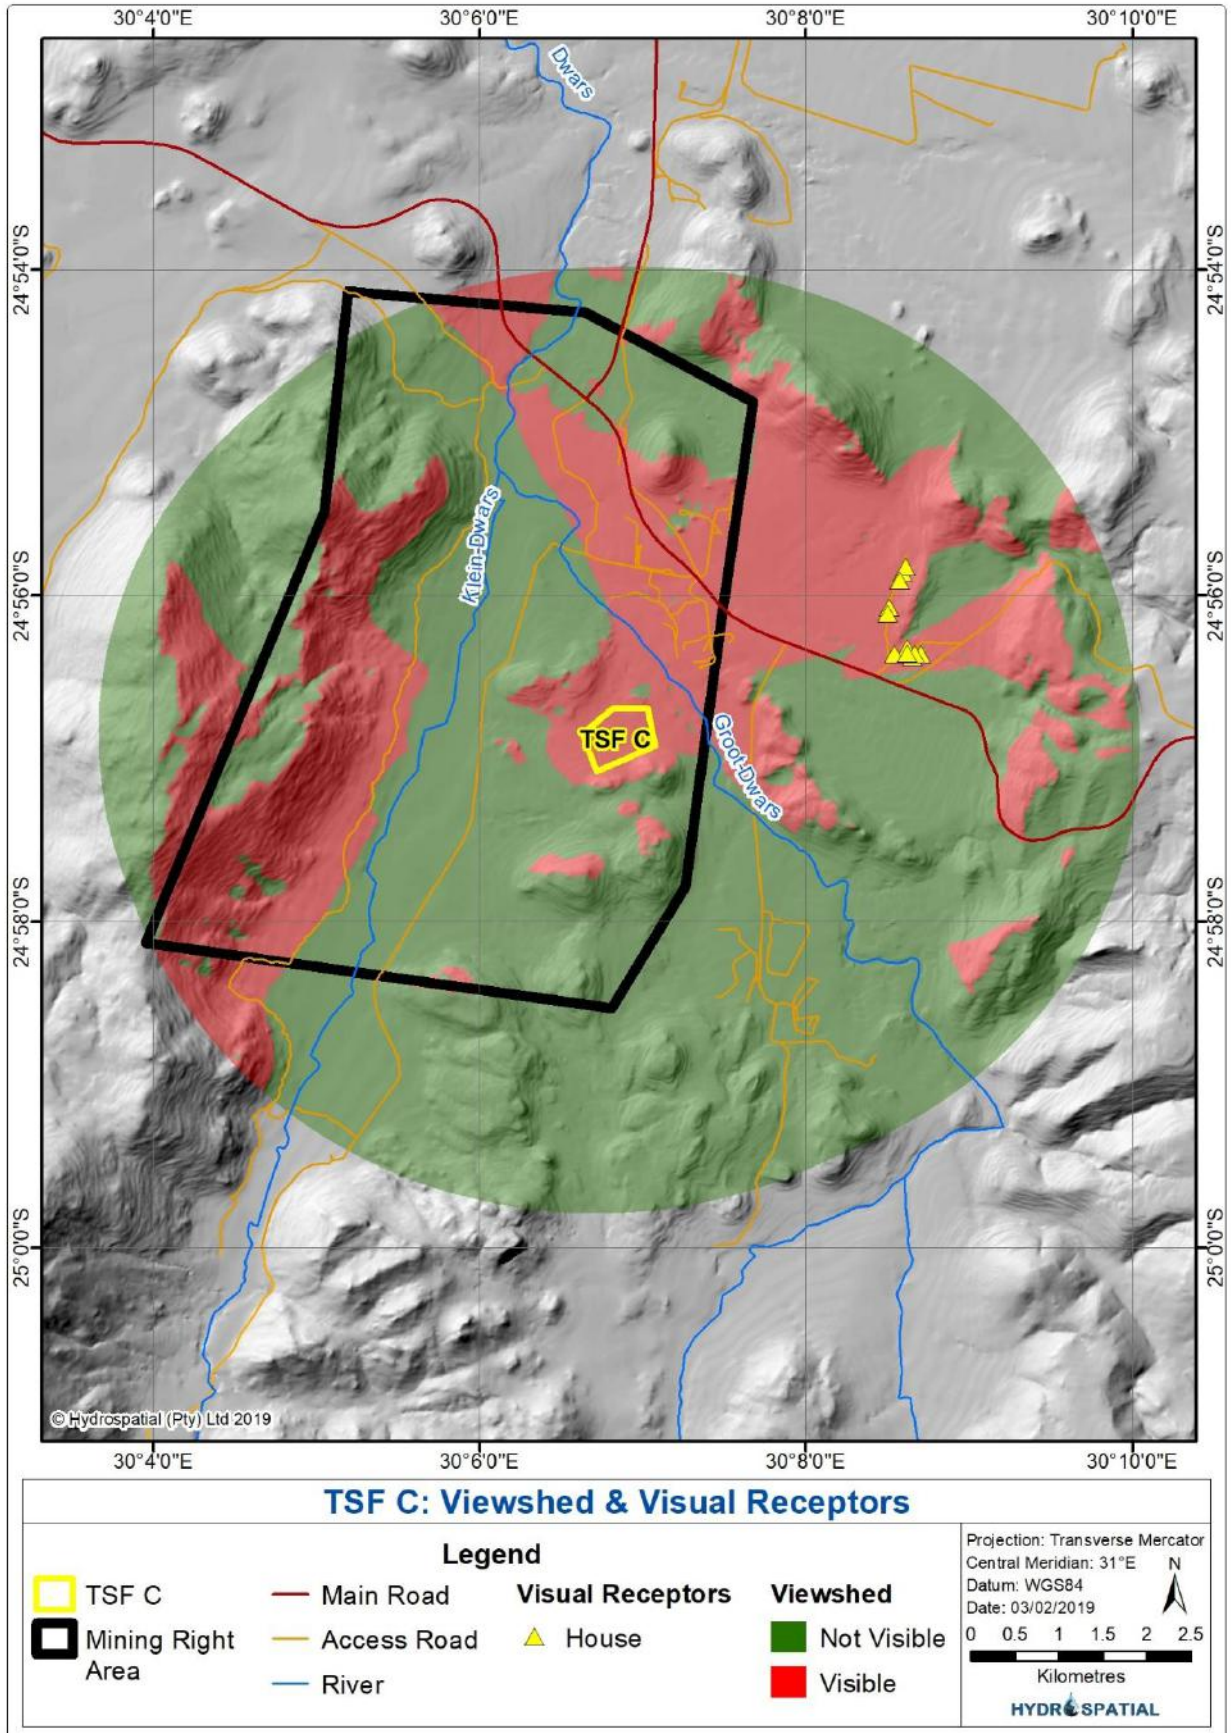 30°4'0"E 30°6'0"E 30°8'0"E 30°10'0"E
Dwars
24°54'0"S 24°54'0"S
Klein-Dwars
24°56'0"S 24°56'0"S
TSF C
Groot-Dwars
24°58'0"S 24°58'0"S
25°0'0"S 25°0'0"S
© Hydrospatial (Pty) Ltd 2019
30°4'0"E 30°6'0"E 30°8'0"E 30°10'0"E
TSF C: Viewshed & Visual Receptors
Legend
TSF C
Mining Right
Area
Main Road
Access Road
River
Visual Receptors
House
Viewshed
Not Visible
Visible
Projection: Transverse Mercator
Central Meridian: 31°E
N
Datum: WGS84
Date: 03/02/2019
0 0.5 1 1.5 2 2.5
Kilometres
HYDROSPATIAL